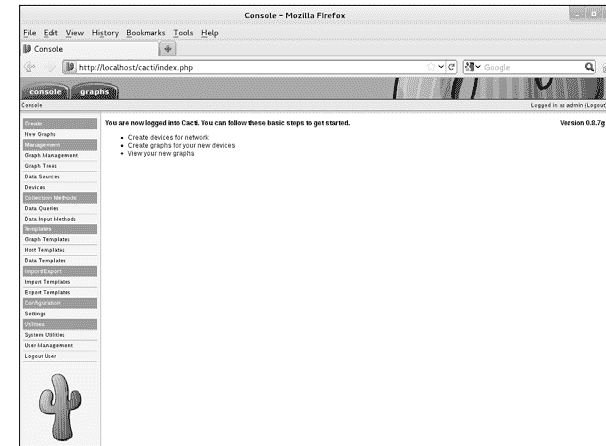 Console - Mozilla Firefox
File Edit View History Bookmarks Tools Help
Console
http://localhost/cacti/index.php
Google
console graphs
Console
Logged in as admin (Logout)
Create
New Graphs
Management
Graph Management
Graph Trees
Data Sources
Devices
Collection Methods
Data Queries
Data Input Methods
Templates
Graph Templates
Host Templates
Data Templates
Import/Export
Import Templates
Export Templates
Configuration
Settings
Utilities
System Utilities
User Management
Logout User
You are now logged into Cacti. You can follow these basic steps to get started.
Version 0.8.7g
• Create devices for network
• Create graphs for your new devices
• View your new graphs